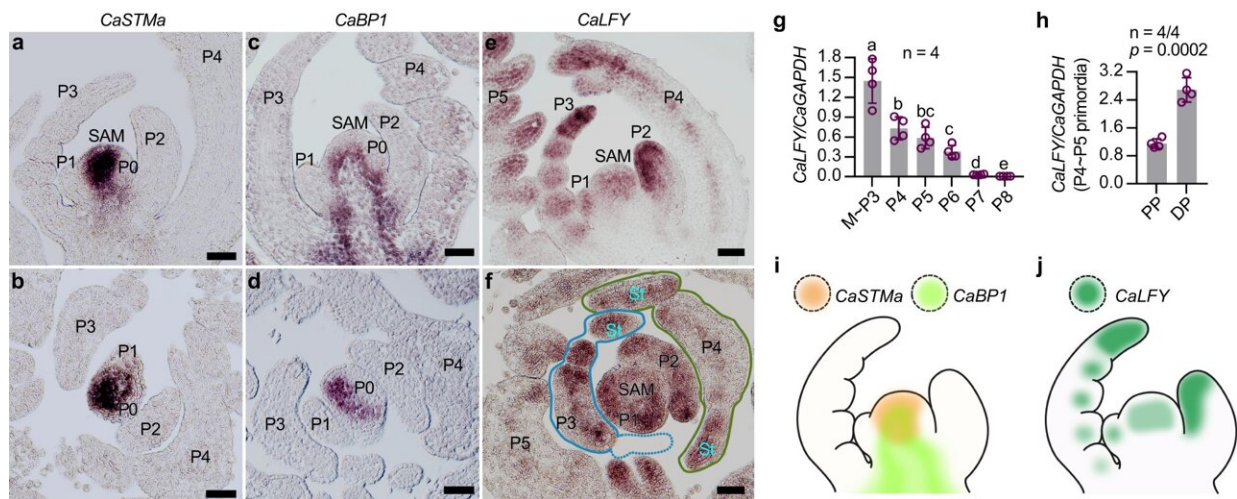 CaSTMa
CaBP1
CaLFY
a
P4
P3
SAM
P2
P1
P0
c
P3
P4
P2
SAM
P0
P1
e
P5
P3
P4
P2
SAM
P1
b
P3
P1
P0
P2
P4
d
P2
P4
P0
P3
P1
f
St
St
P2
P4
SAM
P3
P1
P5
St
g
CaLFY/CaGAPDH
n = 4
1.8
1.5
1.2
0.9
0.6
0.3
0.0
a
b
bc
c
d
e
M~P3
P4
P5
P6
P7
P8
h
n = 4/4
p = 0.0002
CaLFY/CaGAPDH
(P4~P5 primordia)
3.2
2.4
1.6
0.8
0.0
PP
DP
i
CaSTMa
CaBP1
j
CaLFY